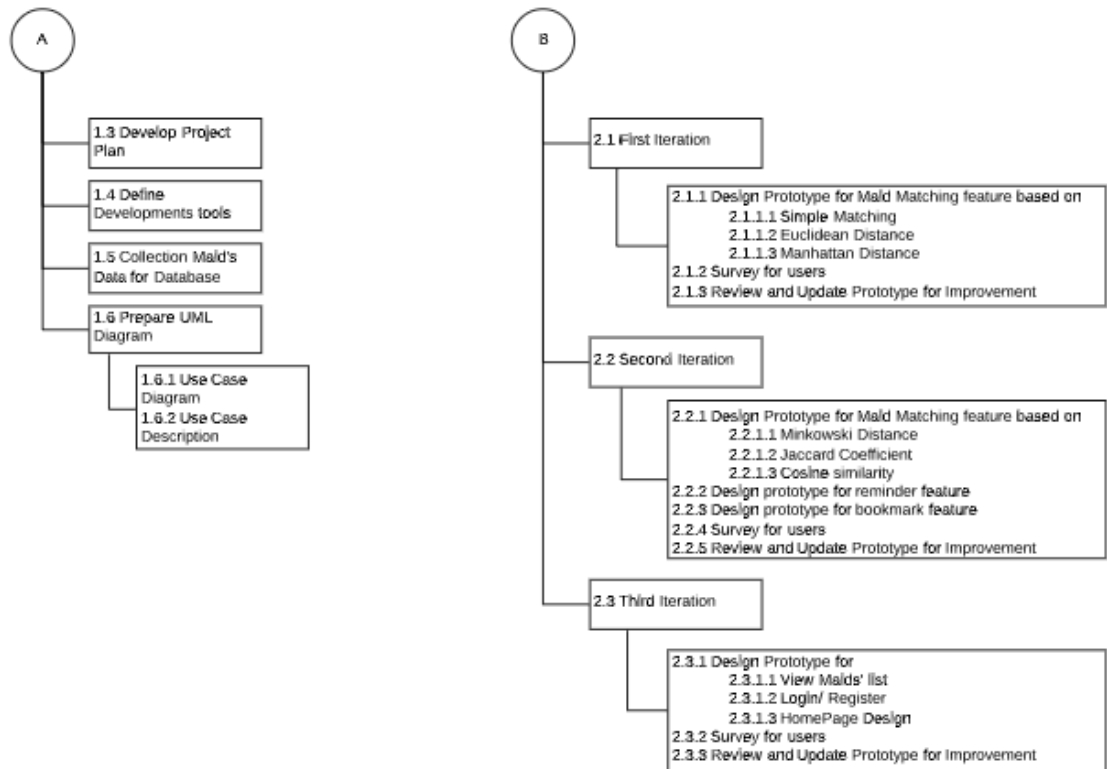 A
1.3 Develop Project
Plan
1.4 Define
Developments tools
1.5 Collection Maid's
Data for Database
1.6 Prepare UML
Diagram
1.6.1 Use Case
Diagram
1.6.2 Use Case
Description
B
2.1 First Iteration
2.1.1 Design Prototype for Maid Matching feature based on
2.1.1.1 Simple Matching
2.1.1.2 Euclidean Distance
2.1.1.3 Manhattan Distance
2.1.2 Survey for users
2.1.3 Review and Update Prototype for Improvement
2.2 Second Iteration
2.2.1 Design Prototype for Maid Matching feature based on
2.2.1.1 Minkowski Distance
2.2.1.2 Jaccard Coefficient
2.2.1.3 Cosine similarity
2.2.2 Design prototype for reminder feature
2.2.3 Design prototype for bookmark feature
2.2.4 Survey for users
2.2.5 Review and Update Prototype for Improvement
2.3 Third Iteration
2.3.1 Design Prototype for
2.3.1.1 View Maids' list
2.3.1.2 Login/ Register
2.3.1.3 HomePage Design
2.3.2 Survey for users
2.3.3 Review and Update Prototype for Improvement